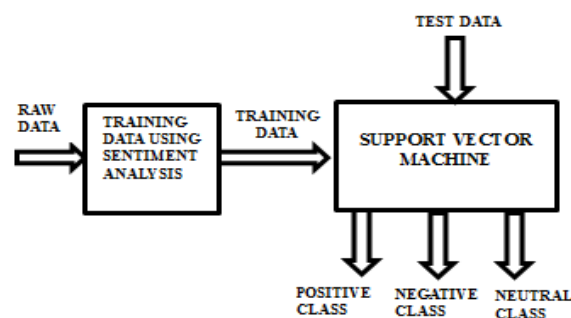 TEST DATA
RAW
DATA
TRAINING
DATA USING
SENTIMENT
ANALYSIS
TRAINING
DATA
SUPPORT VECTOR
MACHINE
POSITIVE
CLASS
NEGATIVE
CLASS
NEUTRAL
CLASS